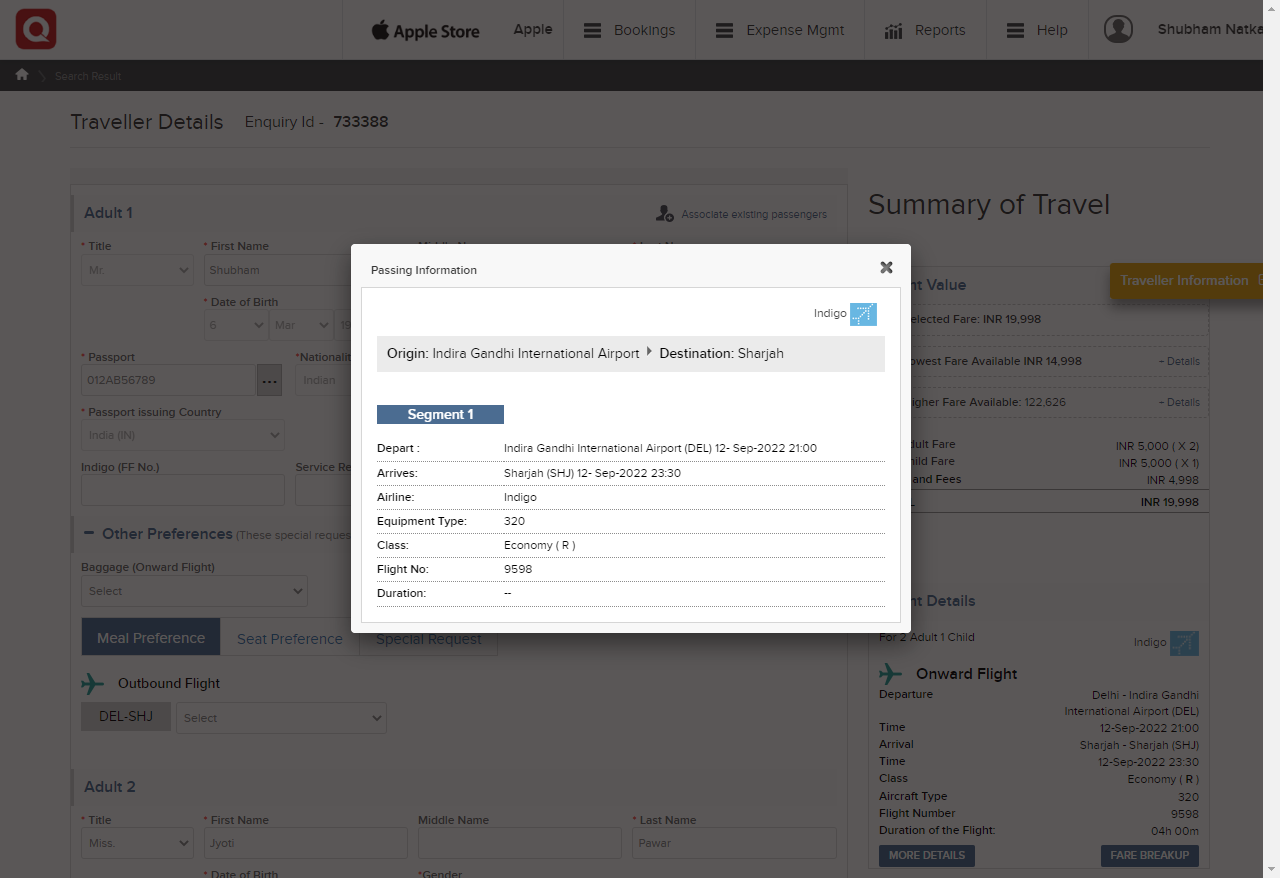 Apple Store
Apple
Bookings
Expense Mgmt
Reports
Help
Shubham Natka
Search Result
Traveller Details Enquiry Id - 733388
Adult 1
Associate existing passengers
* Title
* First Name
Mr.
Shubham
* Date of Birth
6
Mar
19
* Passport
*Nationalit
012AB56789
...
Indian
* Passport issuing Country
India (IN)
Indigo (FF No.)
Service Re
Other Preferences (These special reques
Baggage (Onward Flight)
Select
Meal Preference
Seat Preference
Special Request
Outbound Flight
DEL-SHJ
Select
Adult 2
* Title
* First Name
Middle Name
* Last Name
Miss.
Jyoti
Pawar
* Date of Birth
*Gender
Passing Information
Indigo
Origin: Indira Gandhi International Airport Destination: Sharjah
Segment 1
Depart : Indira Gandhi International Airport (DEL) 12- Sep-2022 21:00
Arrives: Sharjah (SHJ) 12- Sep-2022 23:30
Airline: Indigo
Equipment Type: 320
Class: Economy ( R )
Flight No: 9598
Duration: --
Summary of Travel
nt Value
Traveller Information
elected Fare: INR 19,998
owest Fare Available INR 14,998 – Details
igher Fare Available: 122,626 – Details
dult Fare INR 5,000 ( X 2)
hild Fare INR 5,000 ( X 1)
and Fees INR 4,998
L INR 19,998
nt Details
For 2 Adult 1 Child
Indigo
Onward Flight
Departure Delhi - Indira Gandhi
International Airport (DEL)
Time 12-Sep-2022 21:00
Arrival Sharjah - Sharjah (SHJ)
Time 12-Sep-2022 23:30
Class Economy ( R )
Aircraft Type 320
Flight Number 9598
Duration of the Flight: 04h 00m
MORE DETAILS
FARE BREAKUP